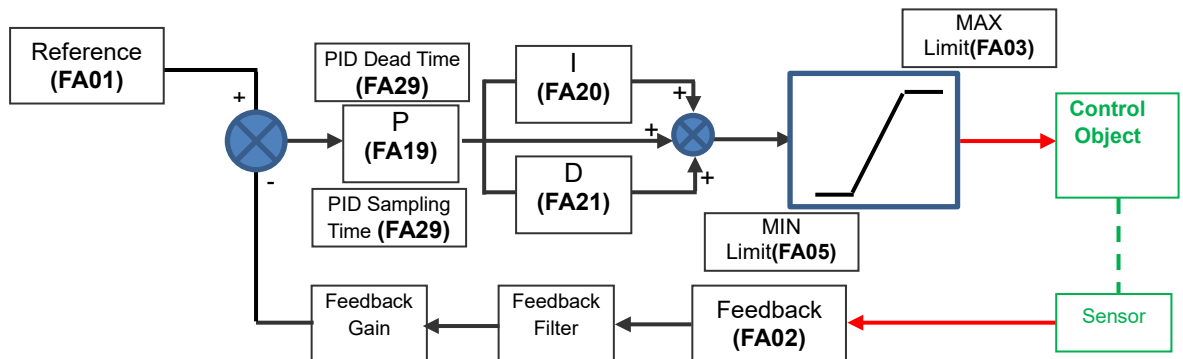 MAX
Limit(FA03)
Reference
(FA01)
PID Dead Time
(FA29)
I
(FA20)
+
+
Control
Object
P
(FA19)
+
-
D
(FA21)
+
PID Sampling
Time (FA29)
MIN
Limit(FA05)
Feedback
Gain
Feedback
Filter
Feedback
(FA02)
Sensor